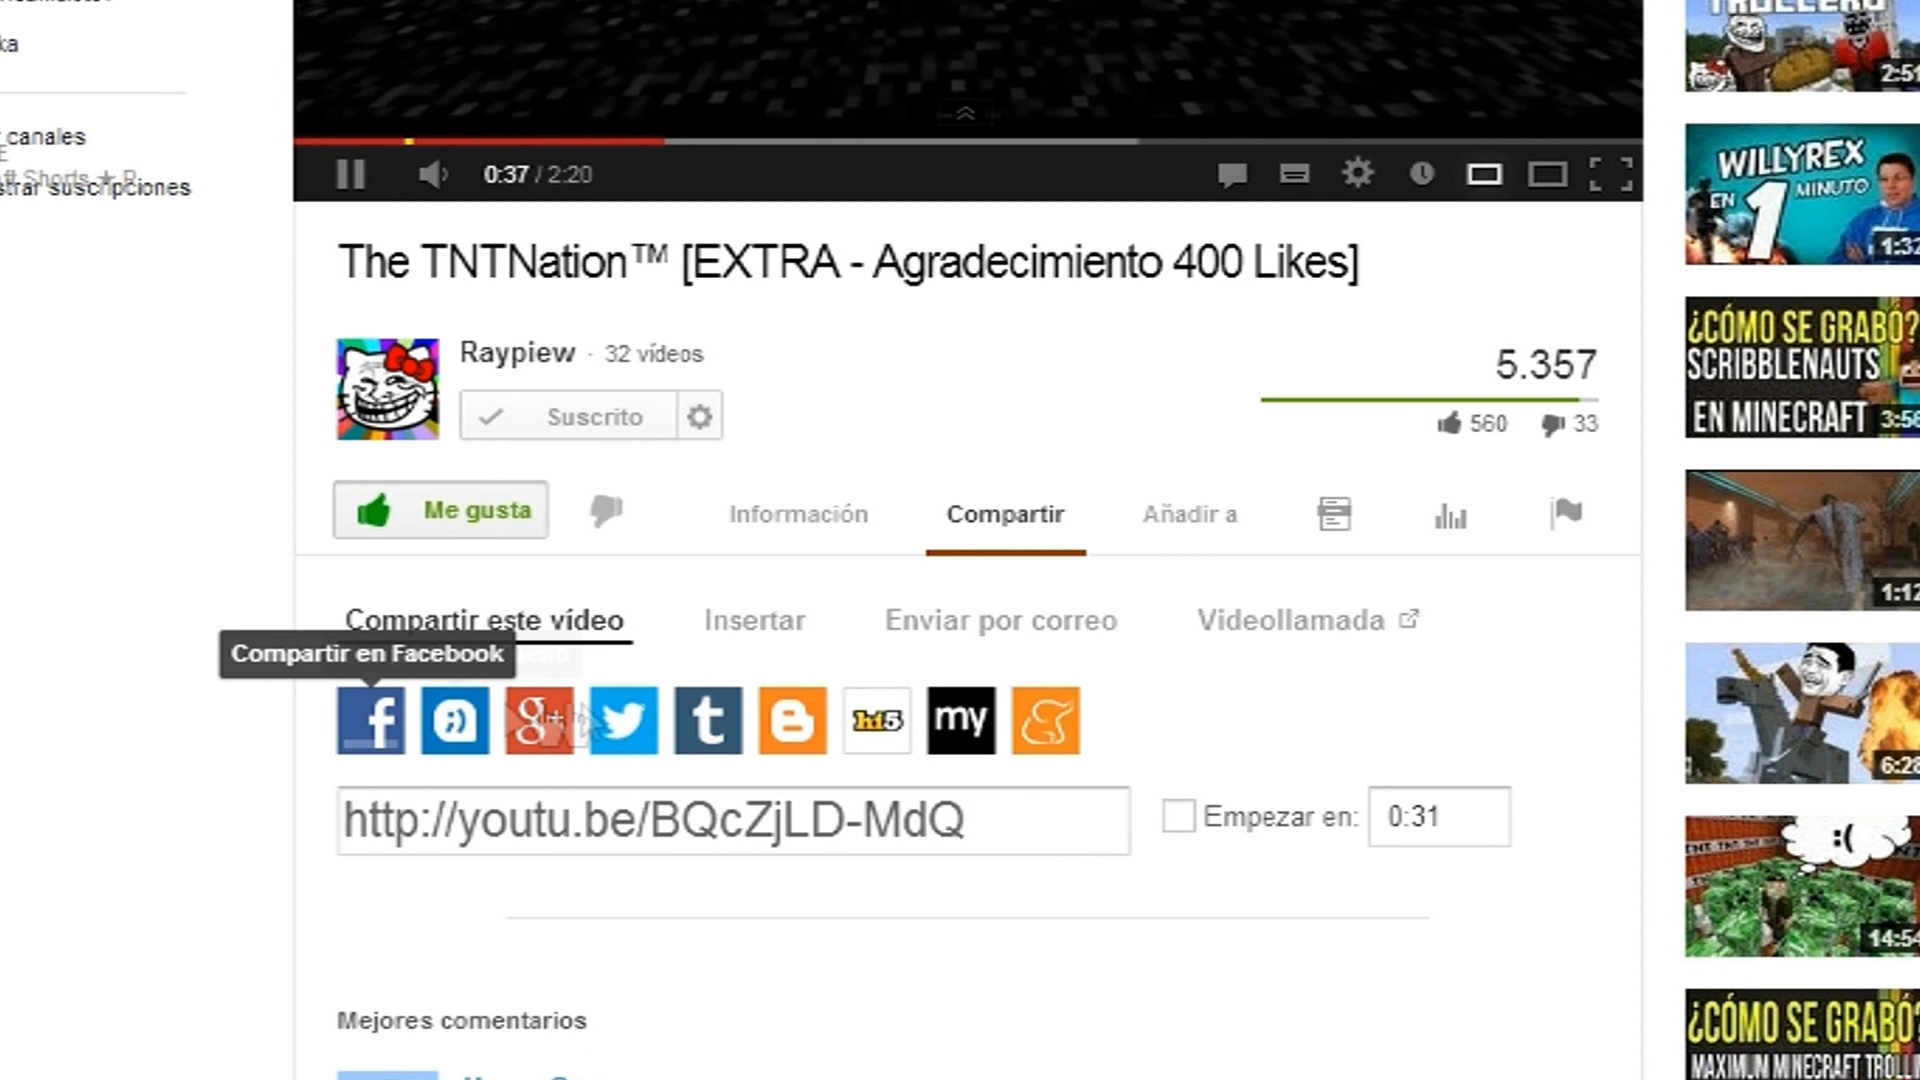 ka
canales
strar suscripciones
0:37 / 2:20
The TNTNation™ [EXTRA - Agradecimiento 400 Likes]
Raypiew · 32 vídeos
Suscrito
5.357
560
33
Me gusta
Información
Compartir
Añadir a
Compartir este vídeo
Insertar
Enviar por correo
Videollamada
Compartir en Facebook
f
g+
t
B
hi5
my
http://youtu.be/BQcZjLD-MdQ
Empezar en:
0:31
Mejores comentarios
TROLLERO
2:51
WILLYREX
EN 1 MINUTO
1:32
¿CÓMO SE GRABÓ?
SCRIBBLENAUTS
EN MINECRAFT
3:56
1:12
6:28
:(
14:54
¿CÓMO SE GRABÓ?
MAXIMUM MINECRAFT TROLL